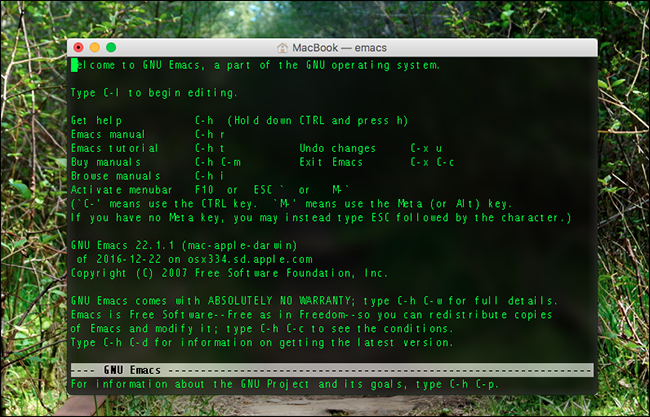 MacBook — emacs
Welcome to GNU Emacs, a part of the GNU operating system.
Type C-l to begin editing.
Get help C-h (Hold down CTRL and press h)
Emacs manual C-h r
Emacs tutorial C-h t Undo changes C-x u
Buy manuals C-h C-m Exit Emacs C-x C-c
Browse manuals C-h i
Activate menubar F10 or ESC ` or M-`
(`C-' means use the CTRL key. `M-' means use the Meta (or Alt) key.
If you have no Meta key, you may instead type ESC followed by the character.)
GNU Emacs 22.1.1 (mac-apple-darwin)
of 2016-12-22 on osx334.sd.apple.com
Copyright (C) 2007 Free Software Foundation, Inc.
GNU Emacs comes with ABSOLUTELY NO WARRANTY; type C-h C-w for full details.
Emacs is Free Software--Free as in Freedom--so you can redistribute copies
of Emacs and modify it; type C-h C-c to see the conditions.
Type C-h C-d for information on getting the latest version.
---- GNU Emacs ----------------------------------------------------------------
For information about the GNU Project and its goals, type C-h C-p.